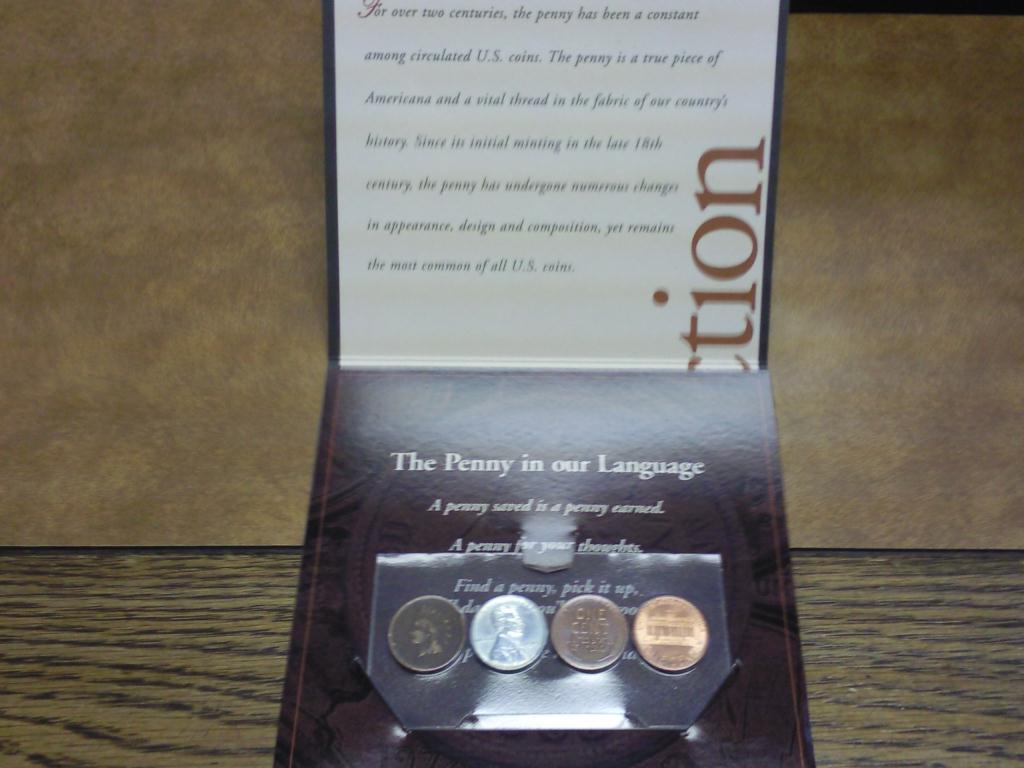 For over two centuries, the penny has been a constant
among circulated U.S. coins. The penny is a true piece of
Americana and a vital thread in the fabric of our country's
history. Since its initial minting in the late 18th
century, the penny has undergone numerous changes
in appearance, design and composition, yet remains
the most common of all U.S. coins.
tion
The Penny in our Language
A penny saved is a penny earned.
A penny for your thoughts.
Find a penny, pick it up,
ONE
CENT